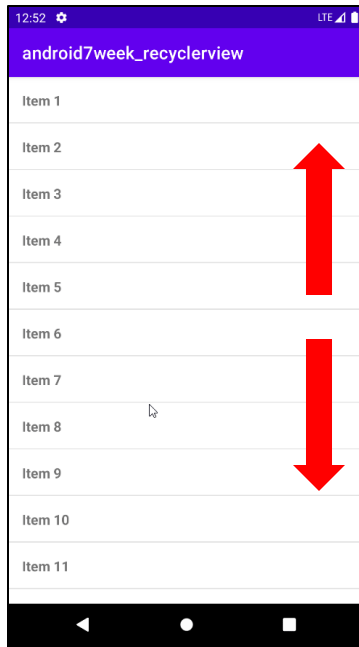 12:52 LTE
android7week_recyclerview
Item 1
Item 2
Item 3
Item 4
Item 5
Item 6
Item 7
Item 8
Item 9
Item 10
Item 11